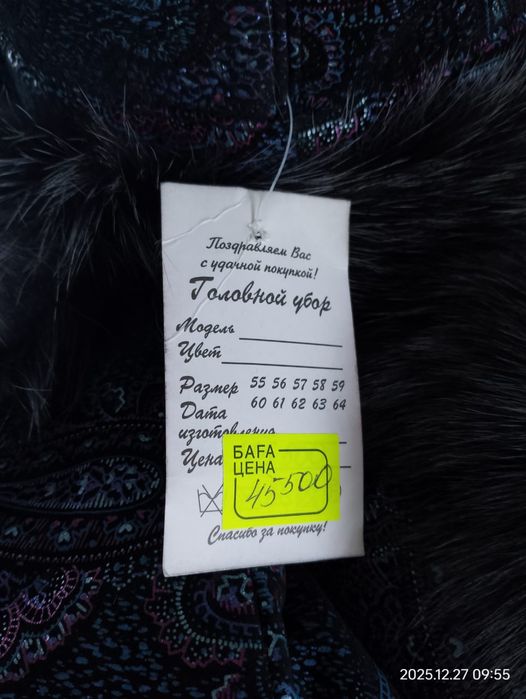 Поздравляем Вас
с удачной покупкой!
Головной убор
Модель
Цвет
Размер 55 56 57 58 59
60 61 62 63 64
Дата
изготовления
Цена
БАҒА
ЦЕНА
45500
Спасибо за покупку!
2025.12.27 09:55